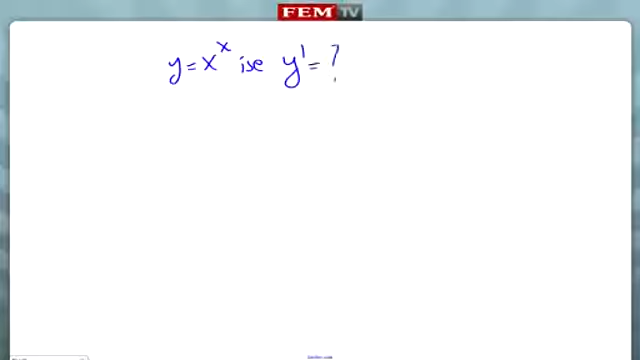 FEM TV
y = x^x ise y' = ?